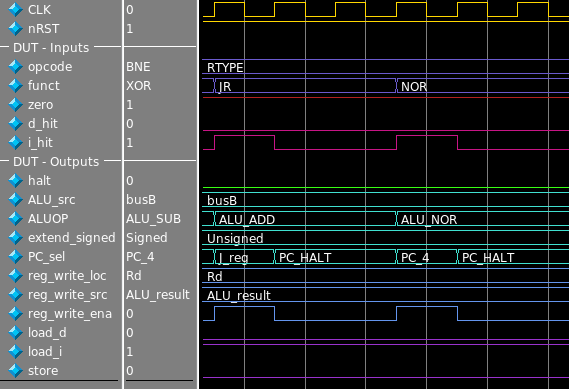 CLK 0
nRST 1
DUT - Inputs
opcode BNE RTYPE
funct XOR JR NOR
zero 1
d_hit 0
i_hit 1
DUT - Outputs
halt 0
ALU_src busB busB
ALUOP ALU_SUB ALU_ADD ALU_NOR
extend_signed Signed Unsigned
PC_sel PC_4 J_reg PC_HALT PC_4 PC_HALT
reg_write_loc Rd Rd
reg_write_src ALU_result ALU_result
reg_write_ena 0
load_d 0
load_i 1
store 0